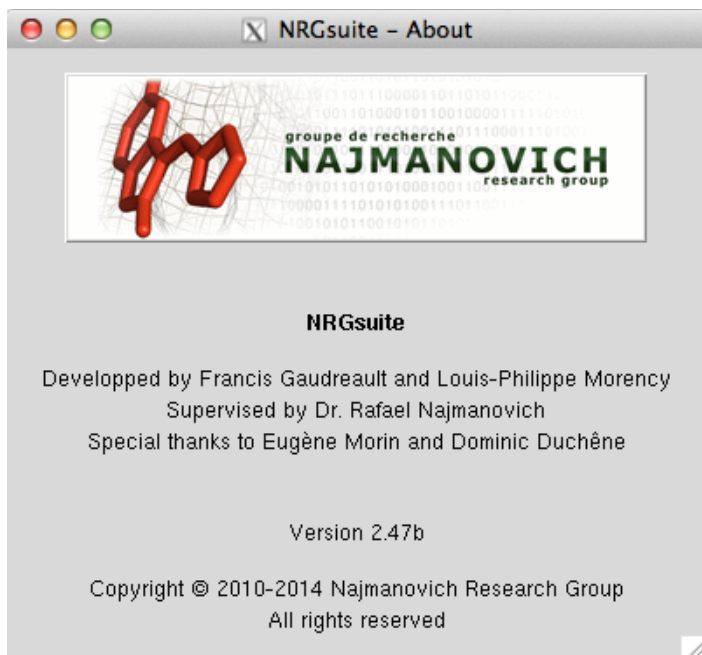 NRGsuite – About
groupe de recherche
NAJMANOVICH
research group
NRGsuite
Developped by Francis Gaudreault and Louis-Philippe Morency
Supervised by Dr. Rafael Najmanovich
Special thanks to Eugène Morin and Dominic Duchêne
Version 2.47b
Copyright © 2010-2014 Najmanovich Research Group
All rights reserved